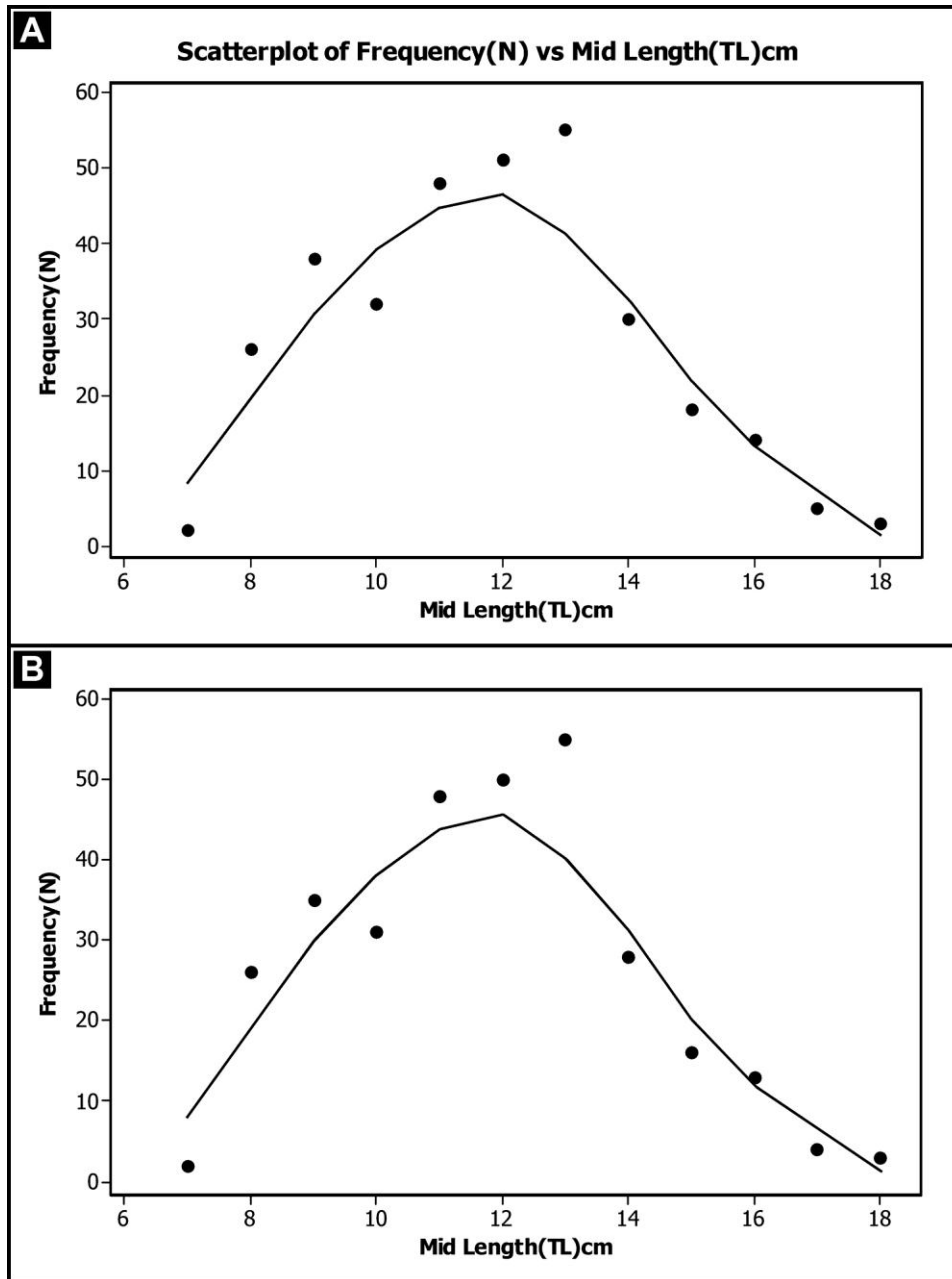 A
Scatterplot of Frequency(N) vs Mid Length(TL)cm
60
50
40
30
20
10
0
Frequency(N)
6 8 10 12 14 16 18
Mid Length(TL)cm
B
60
50
40
30
20
10
0
Frequency(N)
6 8 10 12 14 16 18
Mid Length(TL)cm